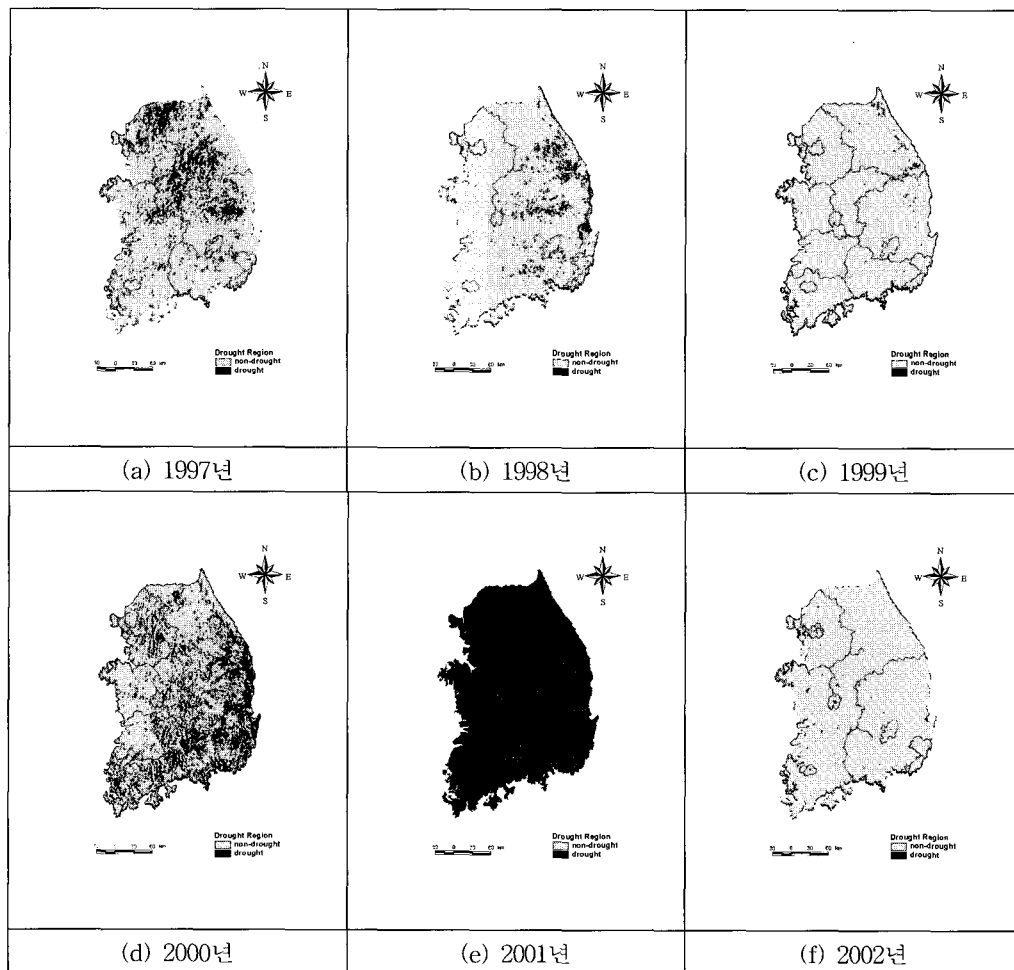 N
W E
S
Drought Region
non-drought
drought
N
W E
S
Drought Region
non-drought
drought
N
W E
S
Drought Region
non-drought
drought
(a) 1997년
(b) 1998년
(c) 1999년
N
W E
S
Drought Region
non-drought
drought
N
W E
S
Drought Region
non-drought
drought
N
W E
S
Drought Region
non-drought
drought
(d) 2000년
(e) 2001년
(f) 2002년